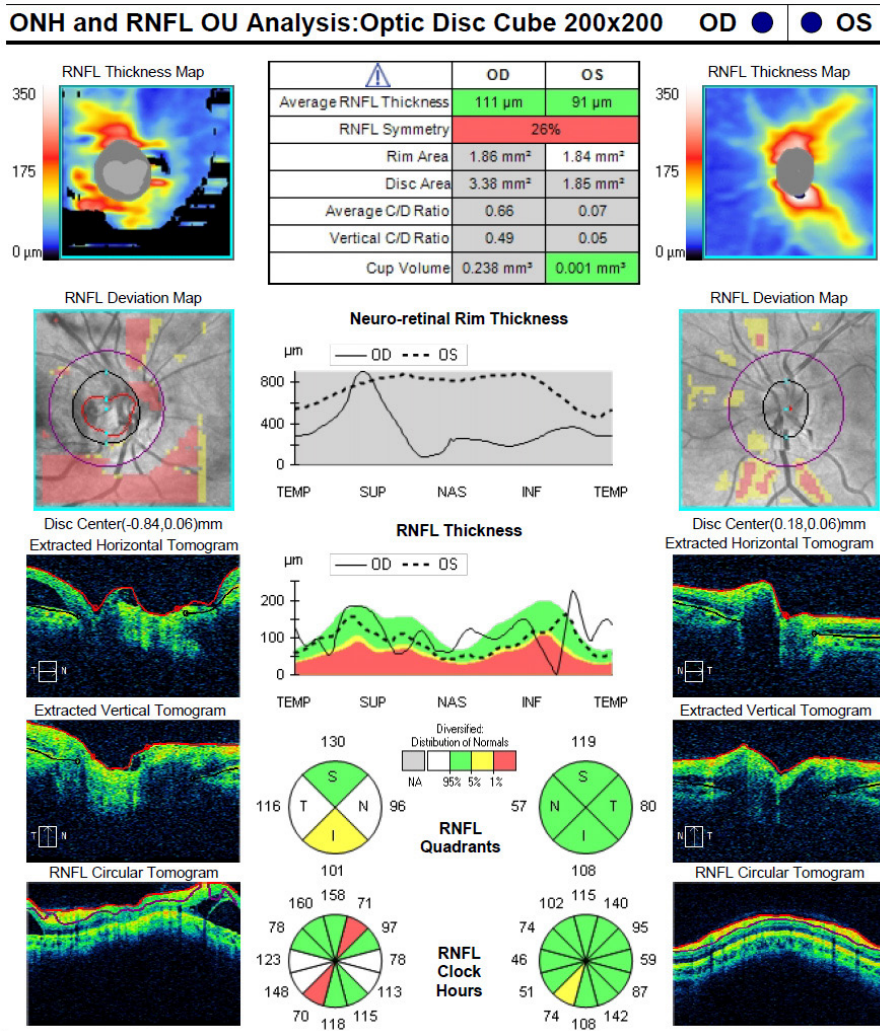 ONH and RNFL OU Analysis:Optic Disc Cube 200x200 OD OS
RNFL Thickness Map
350
175
0 µm
OD OS
Average RNFL Thickness 111 µm 91 µm
RNFL Symmetry 26%
Rim Area 1.86 mm² 1.84 mm²
Disc Area 3.38 mm² 1.85 mm²
Average C/D Ratio 0.66 0.07
Vertical C/D Ratio 0.49 0.05
Cup Volume 0.238 mm³ 0.001 mm³
RNFL Thickness Map
350
175
0 µm
RNFL Deviation Map
Disc Center(-0.84,0.06)mm
Neuro-retinal Rim Thickness
µm OD OS
800
400
0
TEMP SUP NAS INF TEMP
RNFL Deviation Map
Disc Center(0.18,0.06)mm
Extracted Horizontal Tomogram
T N
RNFL Thickness
µm OD OS
200
100
0
TEMP SUP NAS INF TEMP
Extracted Horizontal Tomogram
N T
Extracted Vertical Tomogram
T N
Diversified:
Distribution of Normals
NA 95% 5% 1%
130
S
116 T N 96
I
101
RNFL
Quadrants
119
S
57 N T 80
I
108
Extracted Vertical Tomogram
N T
RNFL Circular Tomogram
158
160 71
78 97
123 78
148 113
70 115
118
RNFL
Clock
Hours
115
102 140
74 95
46 59
51 87
74 142
108
RNFL Circular Tomogram